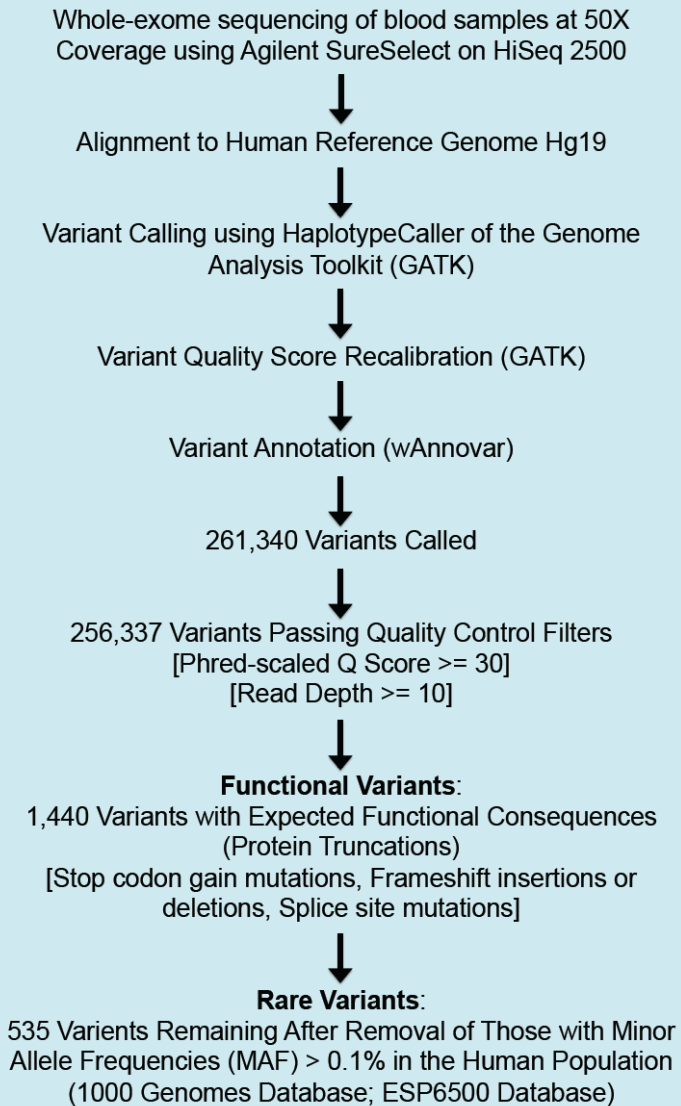 Whole-exome sequencing of blood samples at 50X
Coverage using Agilent SureSelect on HiSeq 2500
Alignment to Human Reference Genome Hg19
Variant Calling using HaplotypeCaller of the Genome
Analysis Toolkit (GATK)
Variant Quality Score Recalibration (GATK)
Variant Annotation (wAnnovar)
261,340 Variants Called
256,337 Variants Passing Quality Control Filters
[Phred-scaled Q Score >= 30]
[Read Depth >= 10]
Functional Variants:
1,440 Variants with Expected Functional Consequences
(Protein Truncations)
[Stop codon gain mutations, Frameshift insertions or
deletions, Splice site mutations]
Rare Variants:
535 Varients Remaining After Removal of Those with Minor
Allele Frequencies (MAF) > 0.1% in the Human Population
(1000 Genomes Database; ESP6500 Database)